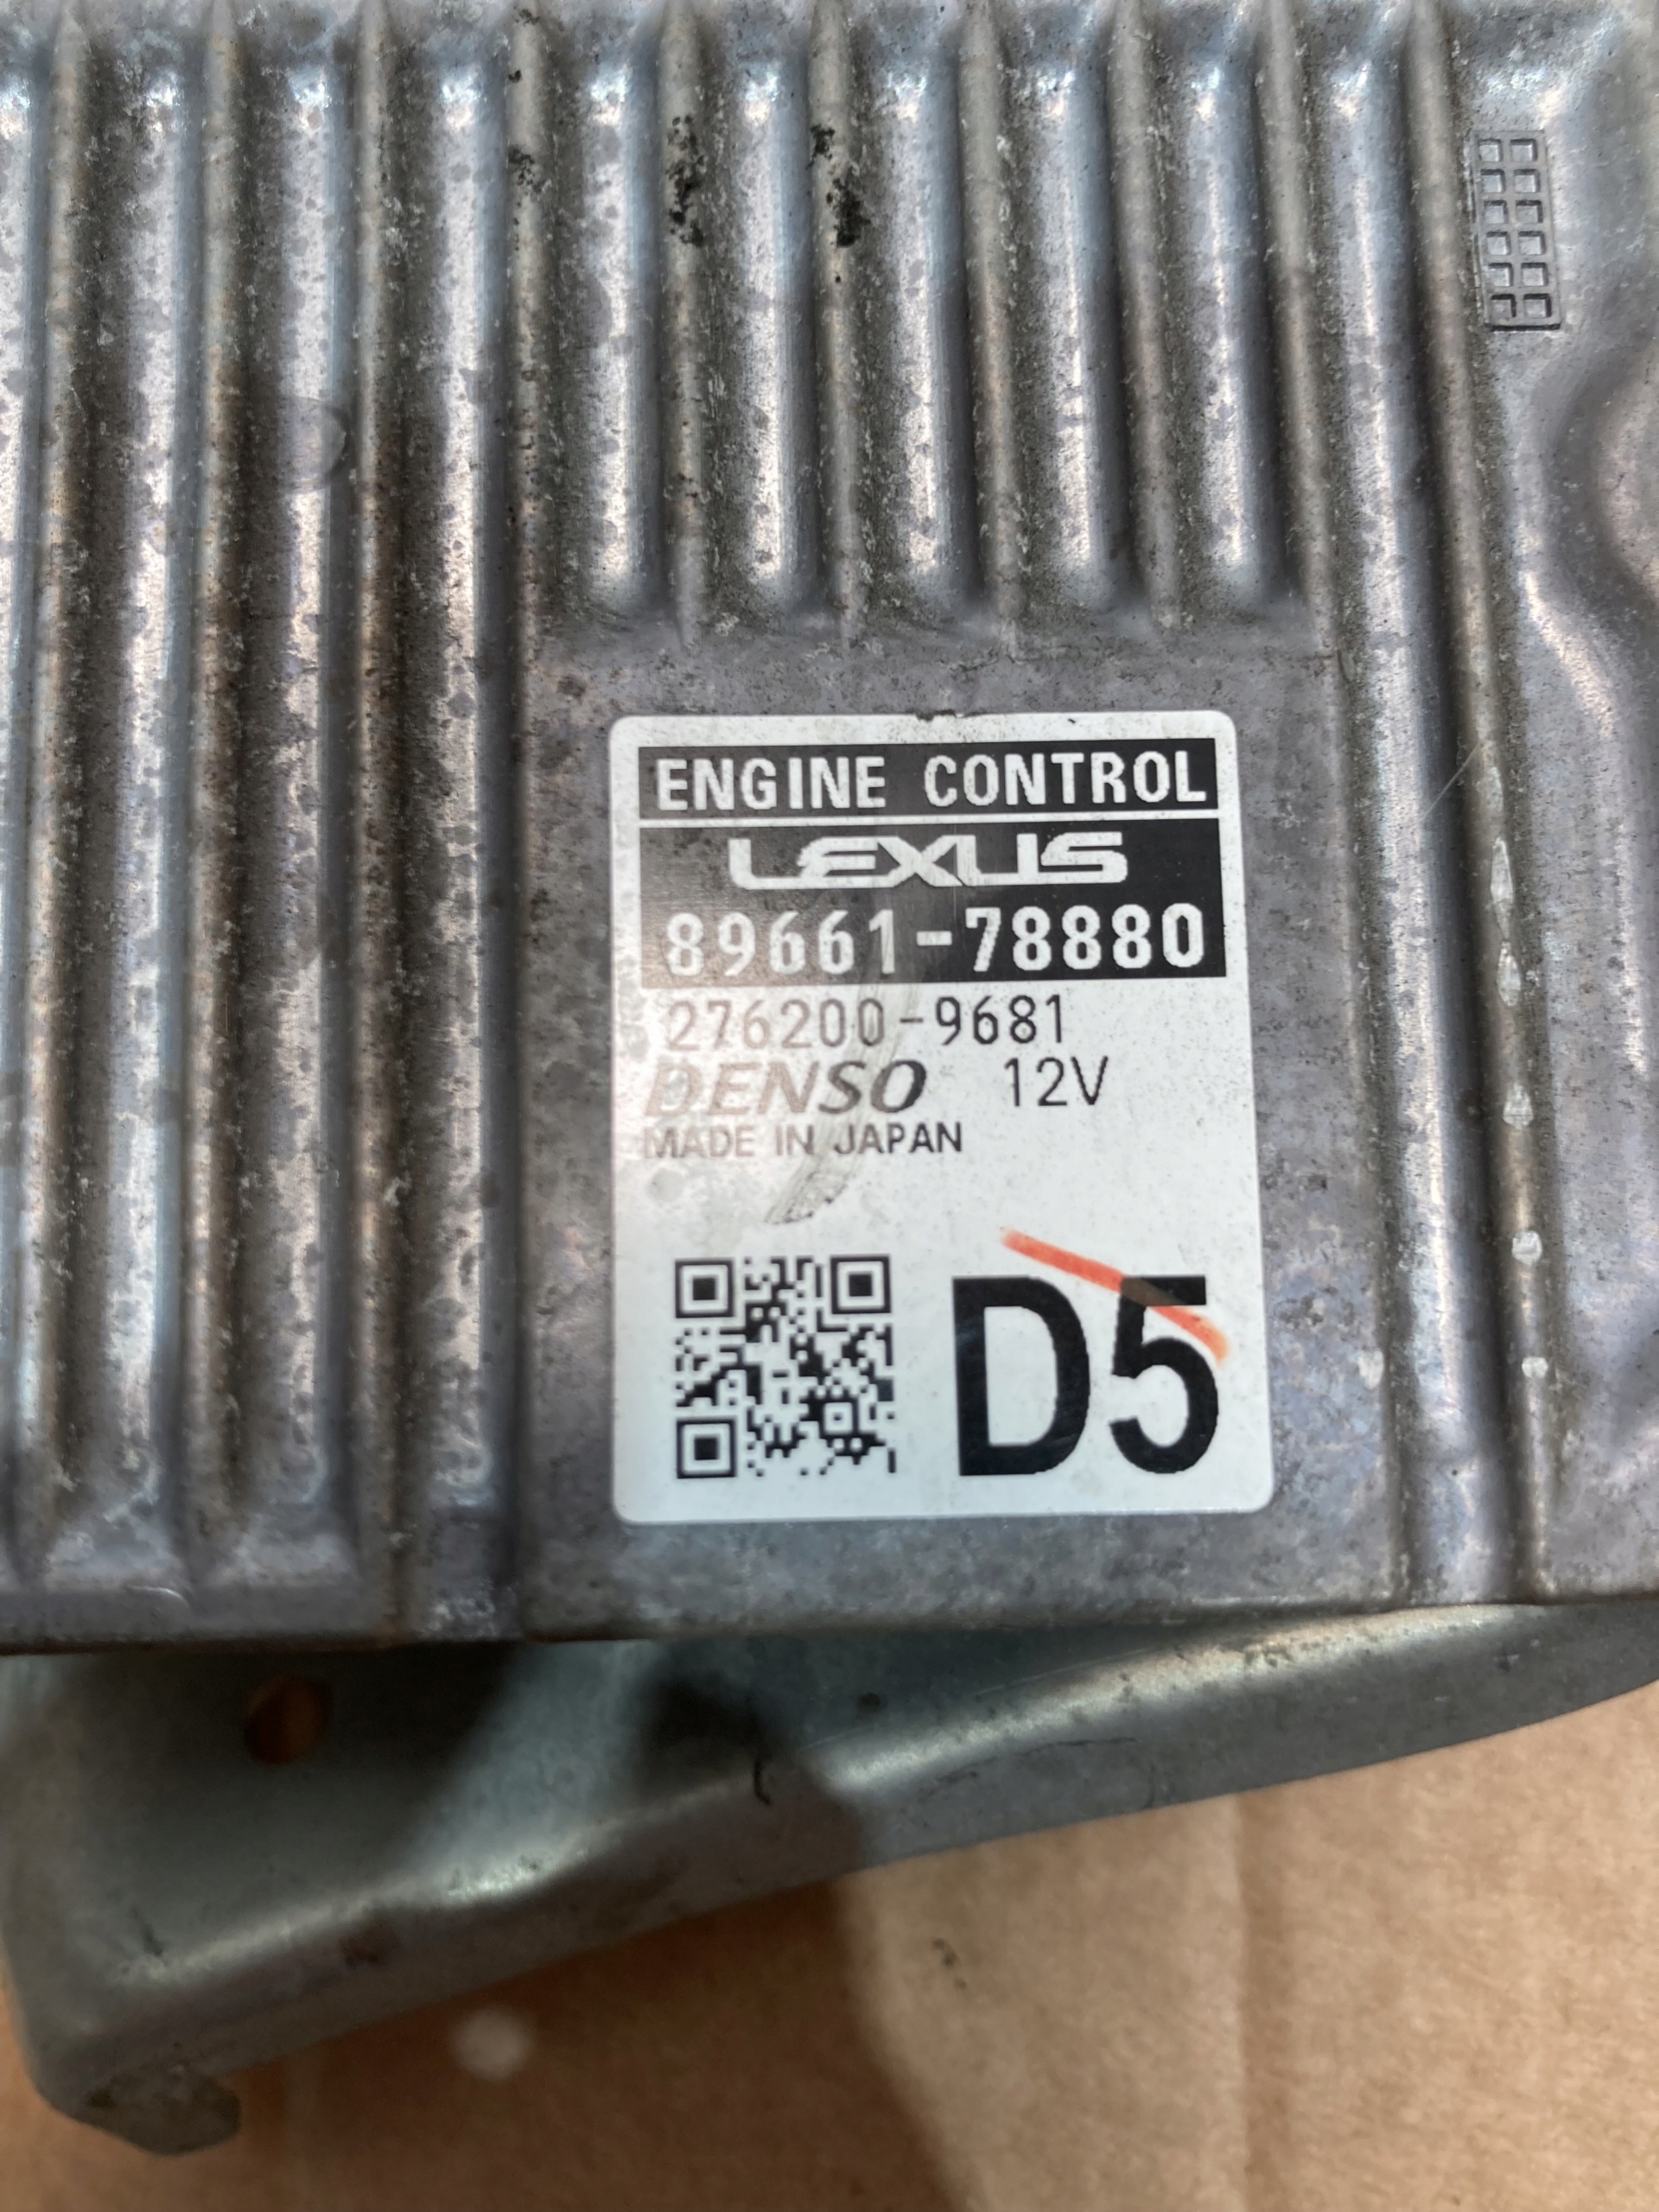 ENGINE CONTROL
LEXUS
89661-78880
276200-9681
DENSO 12V
MADE IN JAPAN
D5